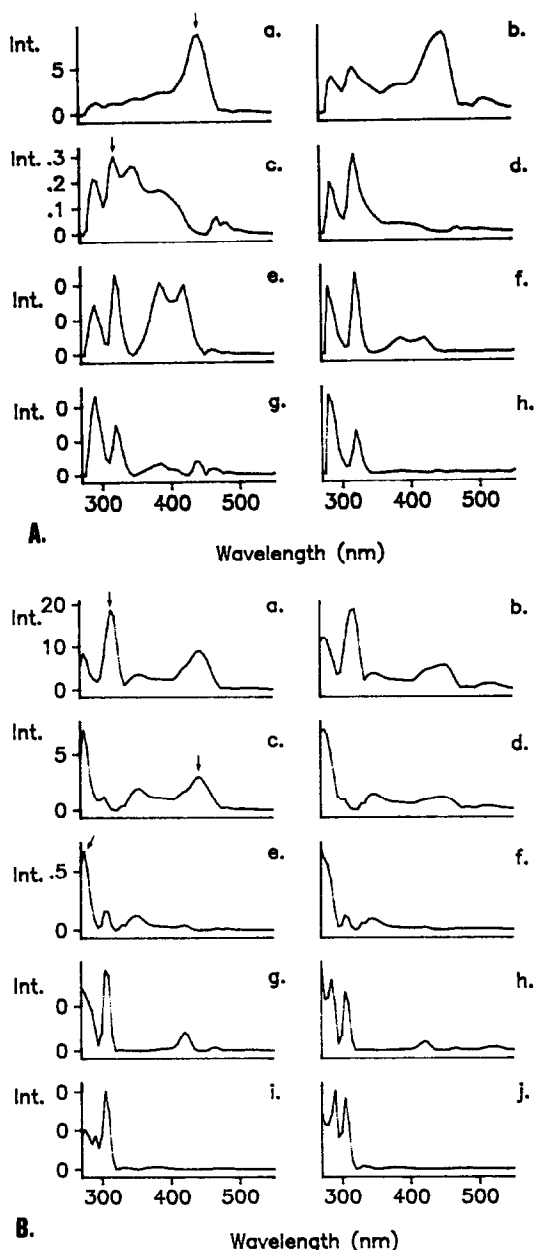 a.
b.
Int.
5
0
c.
d.
Int. .3
.2
.1
0
e.
f.
Int. 0
0
0
g.
h.
Int. 0
0
0
300 400 500
300 400 500
A.
Wavelength (nm)
a.
b.
Int. 20
10
0
c.
d.
Int.
5
0
e.
f.
Int. .5
0
g.
h.
Int.
0
0
i.
j.
Int. 0
0
0
300 400 500
300 400 500
B.
Wavelength (nm)